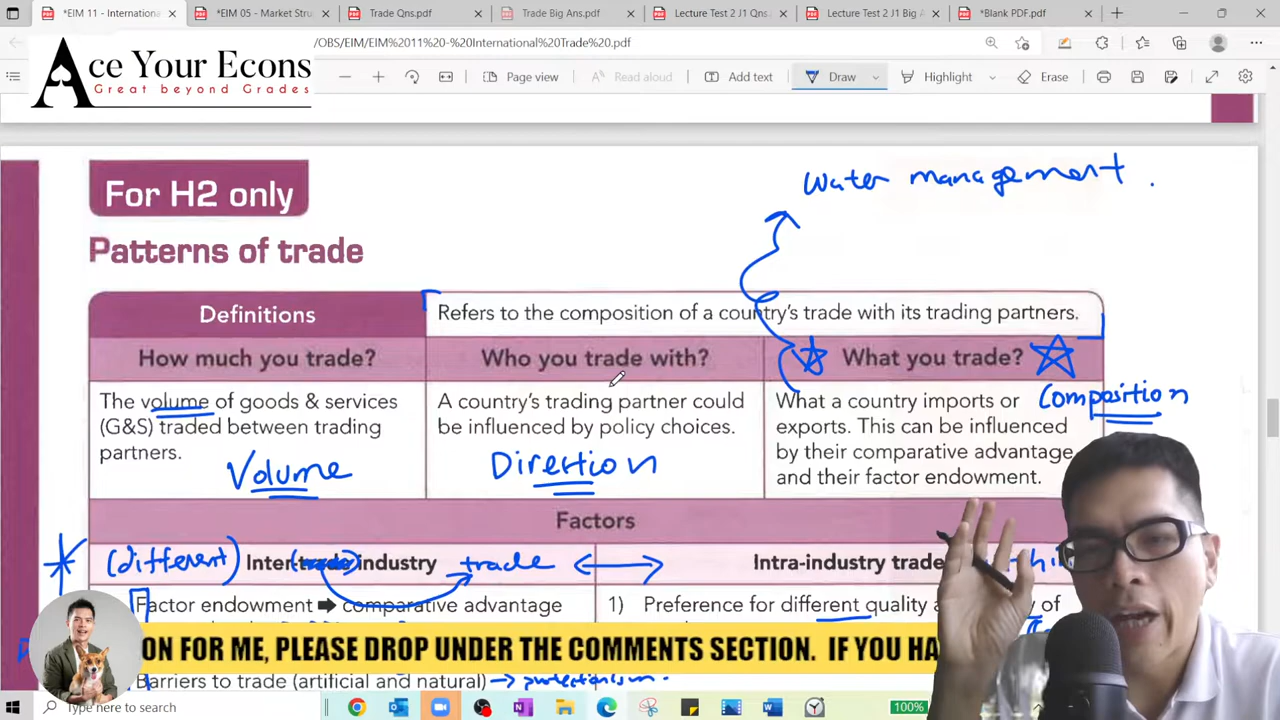 *EIM 11 - Internationa
*EIM 05 - Market Stru
Trade Qns.pdf
Trade Big Ans.pdf
Lecture Test 2 J1 Qns
Lecture Test 2 J1 Big A
*Blank PDF.pdf
Ace Your Econs
Great beyond Grades
/OBS/EIM/EIM%2011%20-%20International%20Trade%20.pdf
Page view
Read aloud
Add text
Draw
Highlight
Erase
For H2 only
water management.
Patterns of trade
Definitions
Refers to the composition of a country's trade with its trading partners.
How much you trade?
Who you trade with?
What you trade?
The volume of goods & services
(G&S) traded between trading
partners.
Volume
A country's trading partner could
be influenced by policy choices.
Direction
What a country imports or
exports. This can be influenced
by their comparative advantage
and their factor endowment.
Composition
Factors
(different) Inter(trade)industry trade
Intra-industry trade
Factor endowment ➡ comparative advantage
1) Preference for different quality a
of
ON FOR ME, PLEASE DROP UNDER THE COMMENTS SECTION. IF YOU HA
Barriers to trade (artificial and natural) → protectionism.
Type here to search
100%